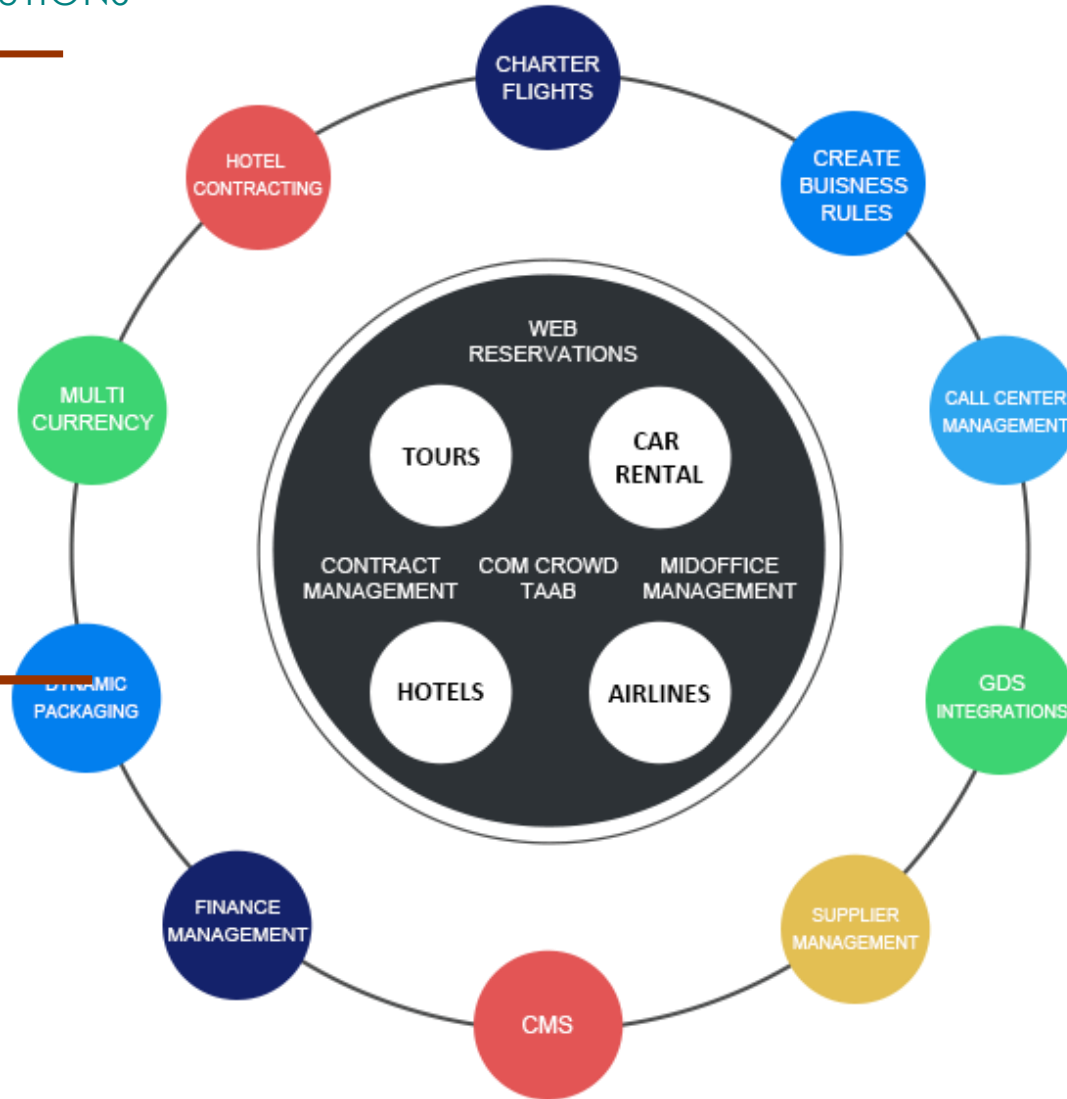 CHARTER
FLIGHTS
HOTEL
CONTRACTING
CREATE
BUISNESS
RULES
WEB
RESERVATIONS
MULTI
CURRENCY
CALL CENTER
MANAGEMENT
TOURS
CAR
RENTAL
CONTRACT
MANAGEMENT
COM CROWD
TAAB
MIDOFFICE
MANAGEMENT
DYNAMIC
PACKAGING
HOTELS
AIRLINES
GDS
INTEGRATIONS
FINANCE
MANAGEMENT
SUPPLIER
MANAGEMENT
CMS